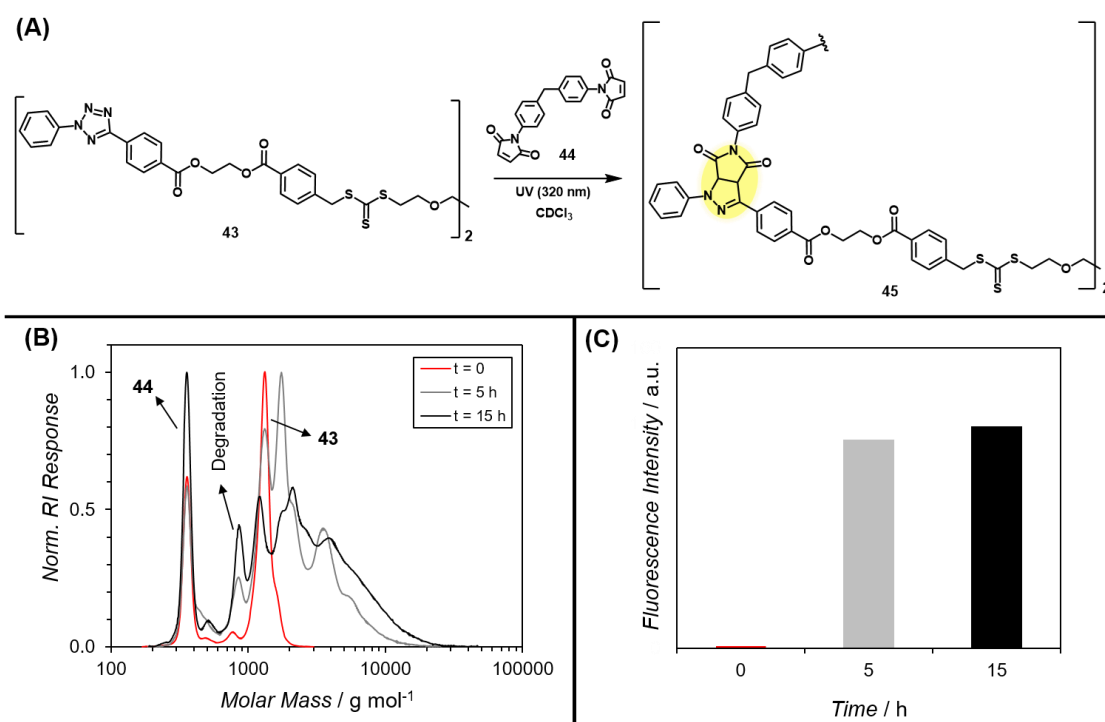 (A)
N N
N N
O
O
O
O
S S
S
O
2
43
O
N
O
O
N
O
44
UV (320 nm)
CDCl₃
N
O
O
N
N
O
O
O
O
S S
S
O
2
45
(B)
44
Degradation
43
t = 0
t = 5 h
t = 15 h
1.0
0.5
0.0
100 1000 10000 100000
Norm. RI Response
Molar Mass / g mol⁻¹
(C)
Fluorescence Intensity / a.u.
0 5 15
Time / h